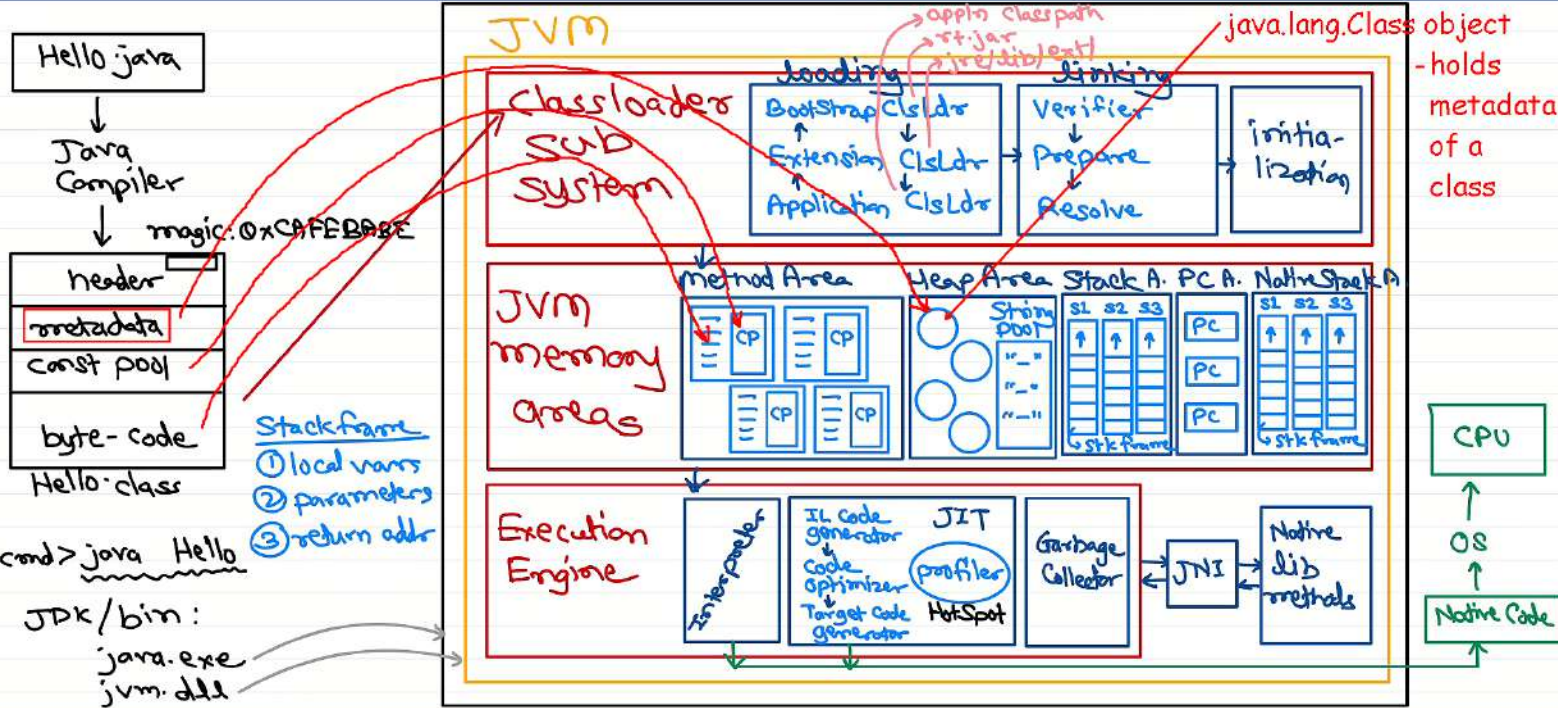 Hello.java
Java
Compiler
magic: 0xCAFEBABE
header
metadata
const pool
byte-code
Hello.class
Stackframe
① local vars
② parameters
③ return addr
cmd> java Hello
JDK/bin:
java.exe
jvm.dll
JVM
appln classpath
rt.jar
jre/lib/ext/
java.lang.Class object
- holds
metadata
of a
class
Classloader
Sub
System
loading
BootStrap ClsLdr
Extension ClsLdr
Application ClsLdr
linking
Verifier
Prepare
Resolve
initia-
lization
JVM
memory
areas
Method Area
CP
CP
CP
CP
Heap Area
String
Pool
"_"
"_"
"_"
Stack A.
S1 S2 S3
stk frame
PC A.
PC
PC
PC
Native Stack A
S1 S2 S3
stk frame
Execution
Engine
Interpreter
IL Code
generator
Code
Optimizer
Target Code
generator
JIT
profiler
HotSpot
Garbage
Collector
JNI
Native
lib
methods
CPU
OS
Native Code